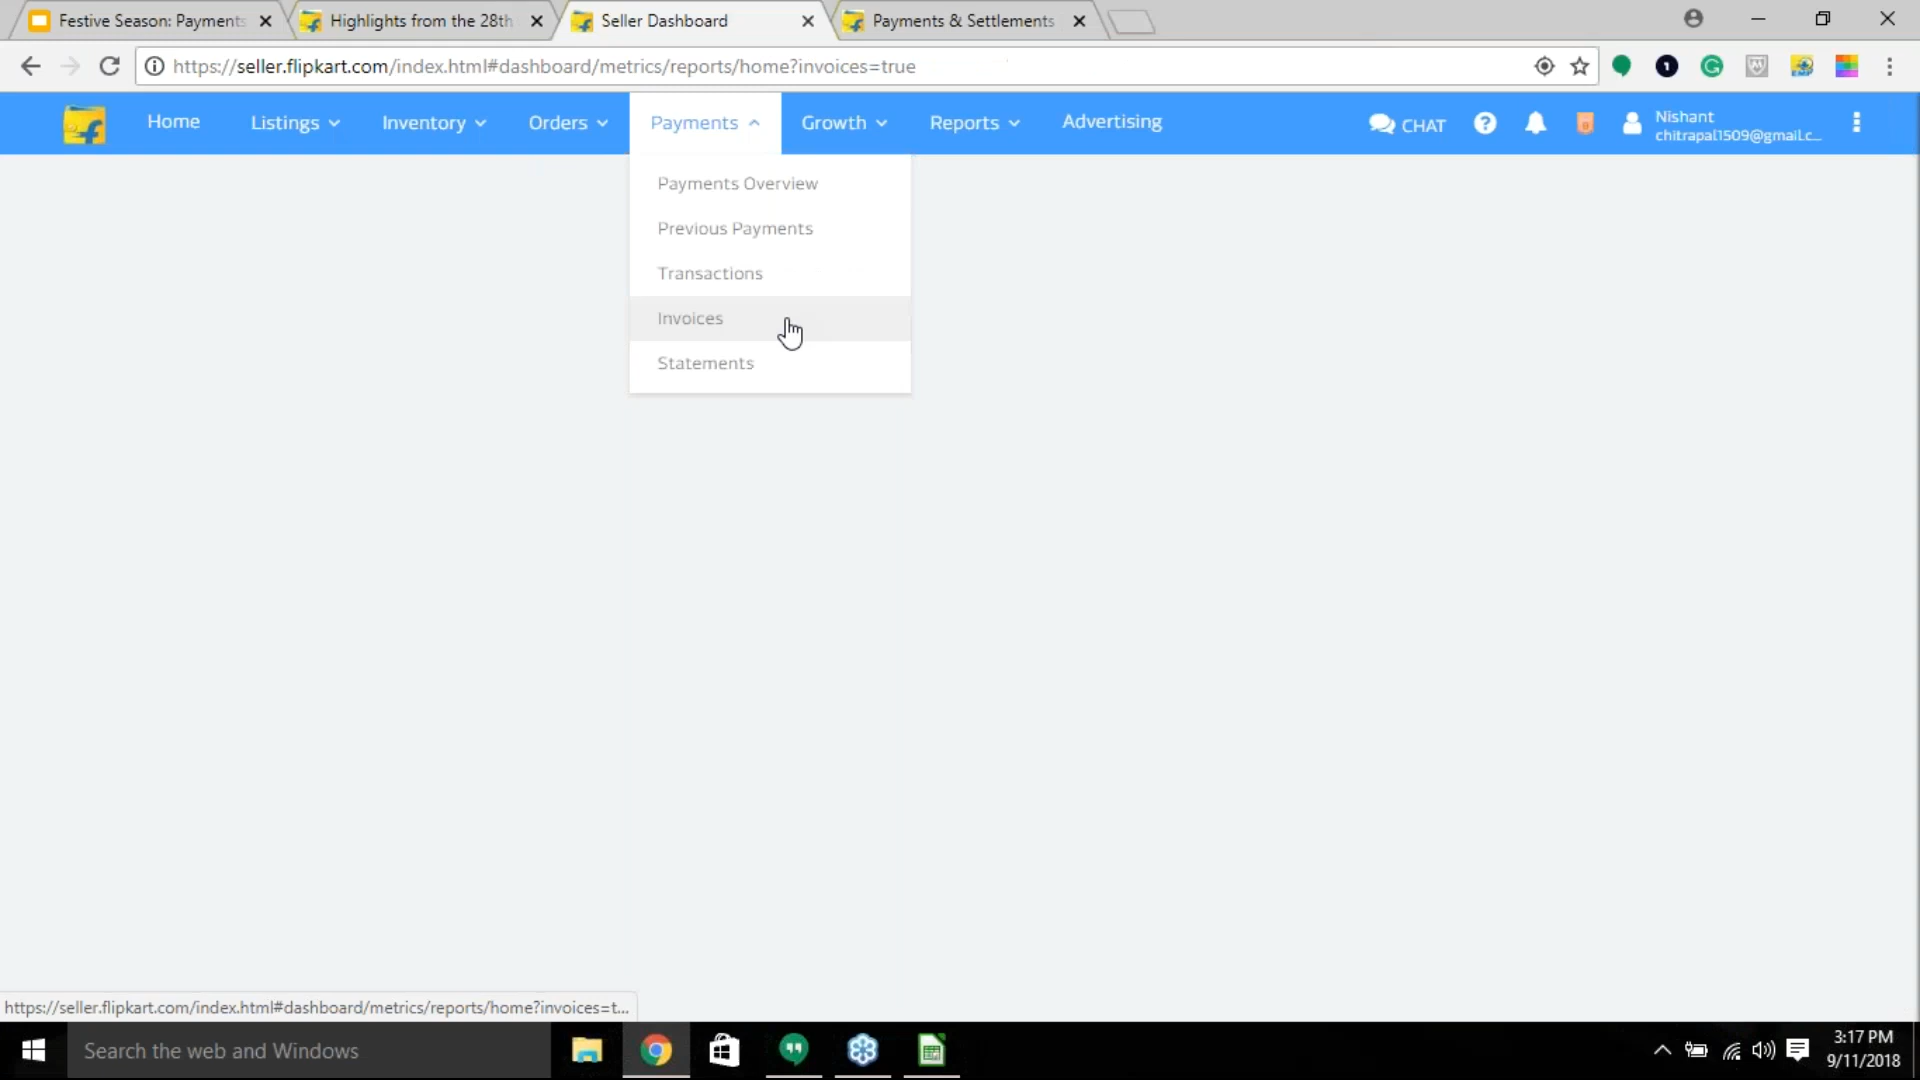 Festive Season: Payments
Highlights from the 28th
Seller Dashboard
Payments & Settlements
https://seller.flipkart.com/index.html#dashboard/metrics/reports/home?invoices=true
Home
Listings
Inventory
Orders
Payments
Growth
Reports
Advertising
CHAT
Nishant
chitrapal1509@gmail.c...
Payments Overview
Previous Payments
Transactions
Invoices
Statements
https://seller.flipkart.com/index.html#dashboard/metrics/reports/home?invoices=t...
Search the web and Windows
3:17 PM
9/11/2018